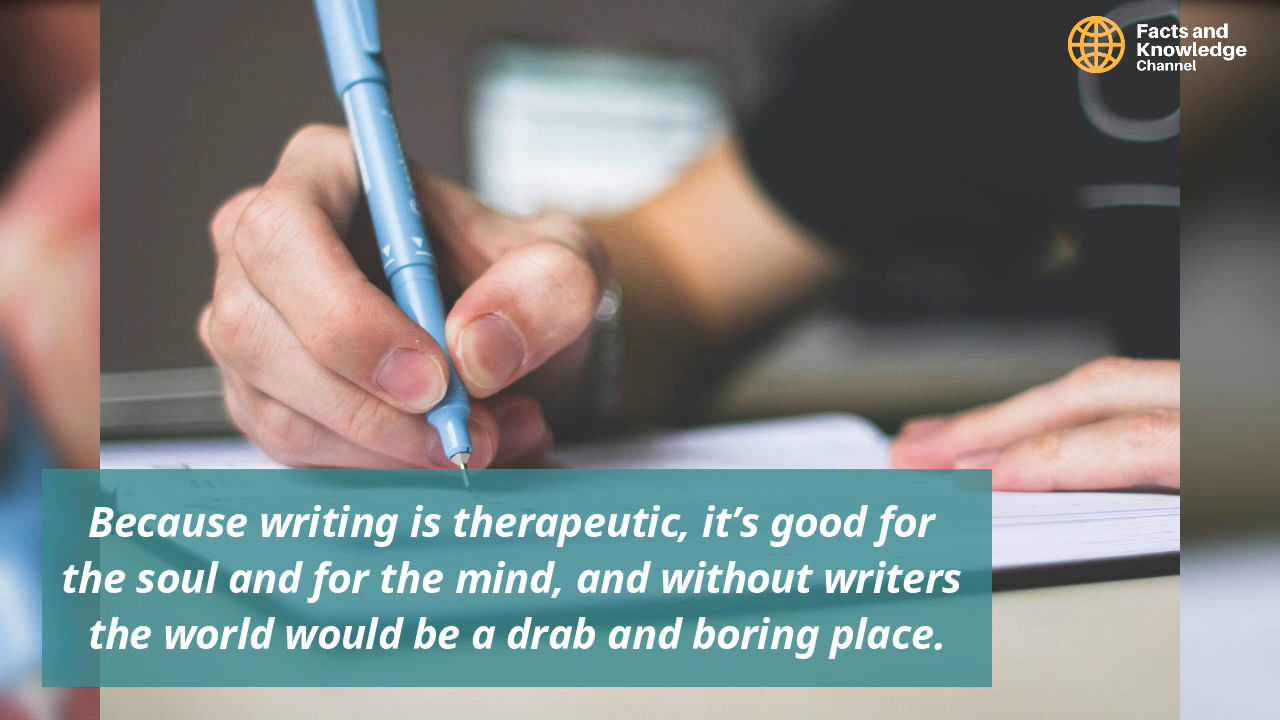 Facts and
Knowledge
Channel
Because writing is therapeutic, it’s good for
the soul and for the mind, and without writers
the world would be a drab and boring place.